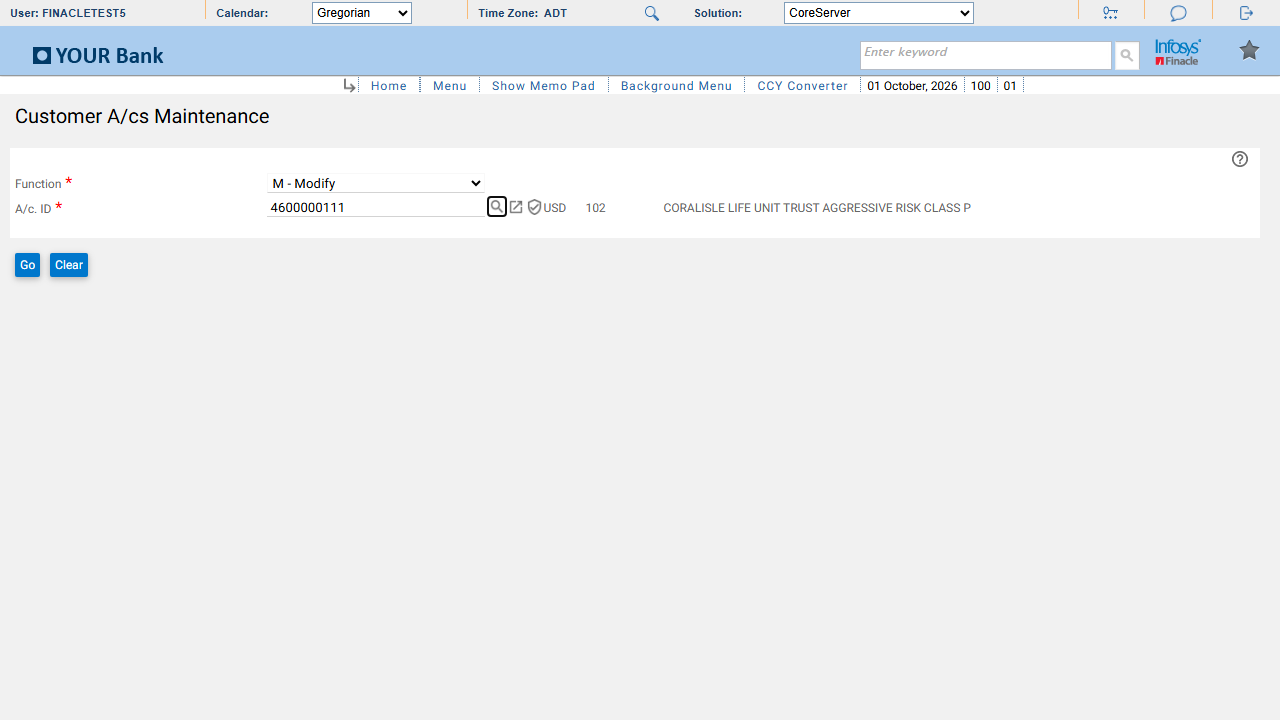 User: FINACLETEST5 Calendar: Gregorian Time Zone: ADT Solution: CoreServer
YOUR Bank Enter keyword Infosys Finacle
Home Menu Show Memo Pad Background Menu CCY Converter 01 October, 2026 100 01
Customer A/cs Maintenance
Function * M - Modify
A/c. ID * 4600000111 USD 102 CORALISLE LIFE UNIT TRUST AGGRESSIVE RISK CLASS P
Go Clear